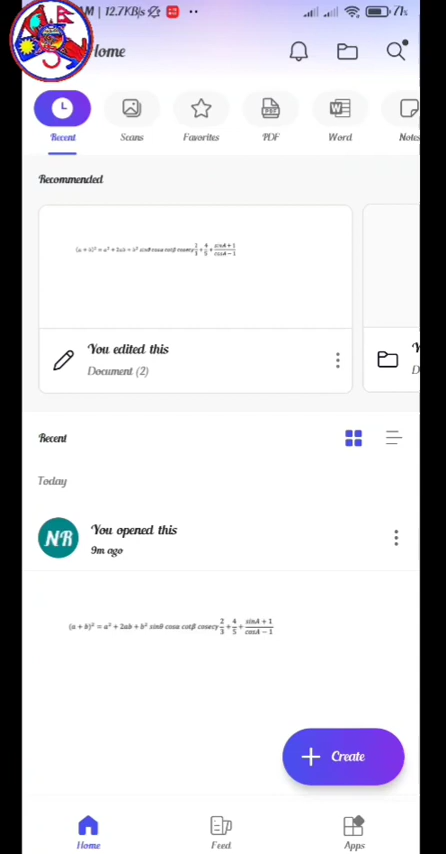 AM | 12.7KB/s
71%
Home
Recent
Scans
Favorites
PDF
Word
Notes
Recommended
(a + b)² = a² + 2ab + b² sinθ cosα cotβ cosecγ 2/3 + 4/5 + sinA + 1/cosA − 1
You edited this
Document (2)
Recent
Today
NR
You opened this
9m ago
(a + b)² = a² + 2ab + b² sinθ cosα cotβ cosecγ 2/3 + 4/5 + sinA + 1/cosA − 1
Create
Home
Feed
Apps